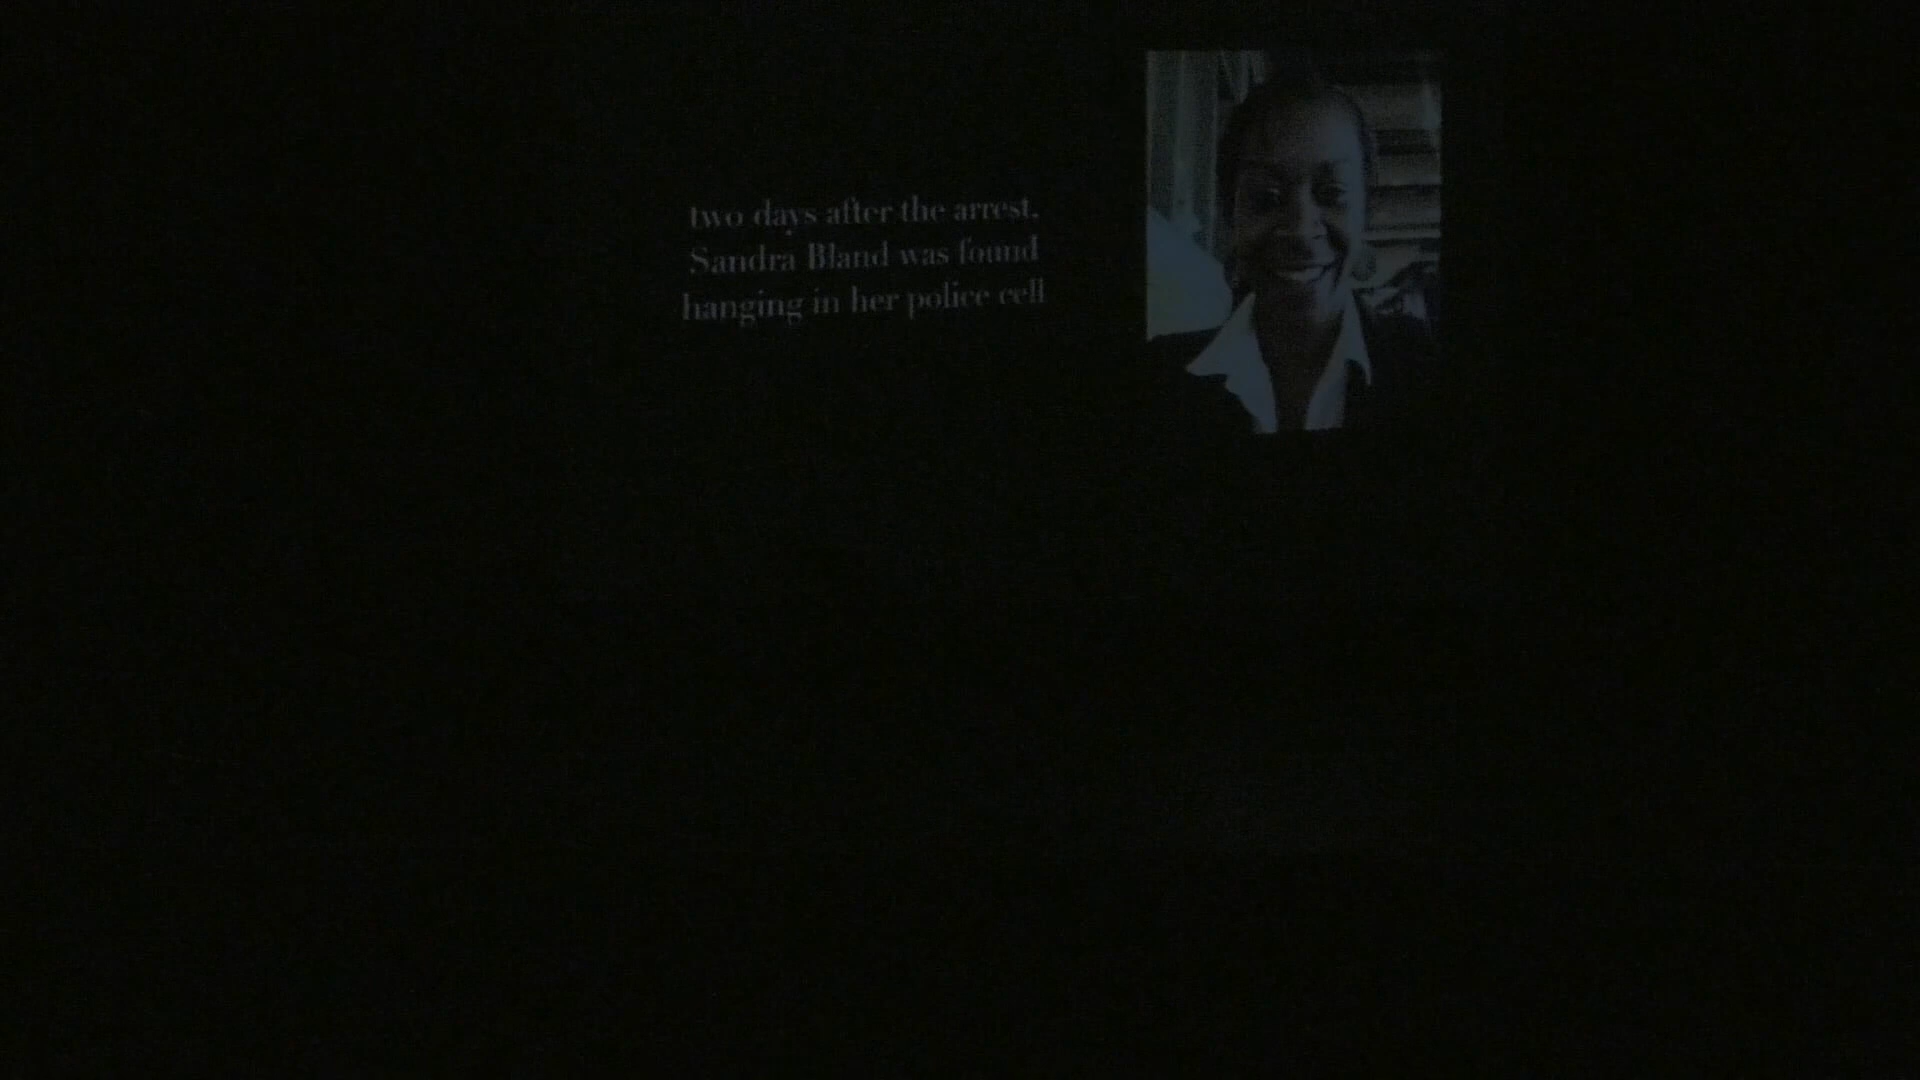 two days after the arrest,
Sandra Bland was found
hanging in her police cell